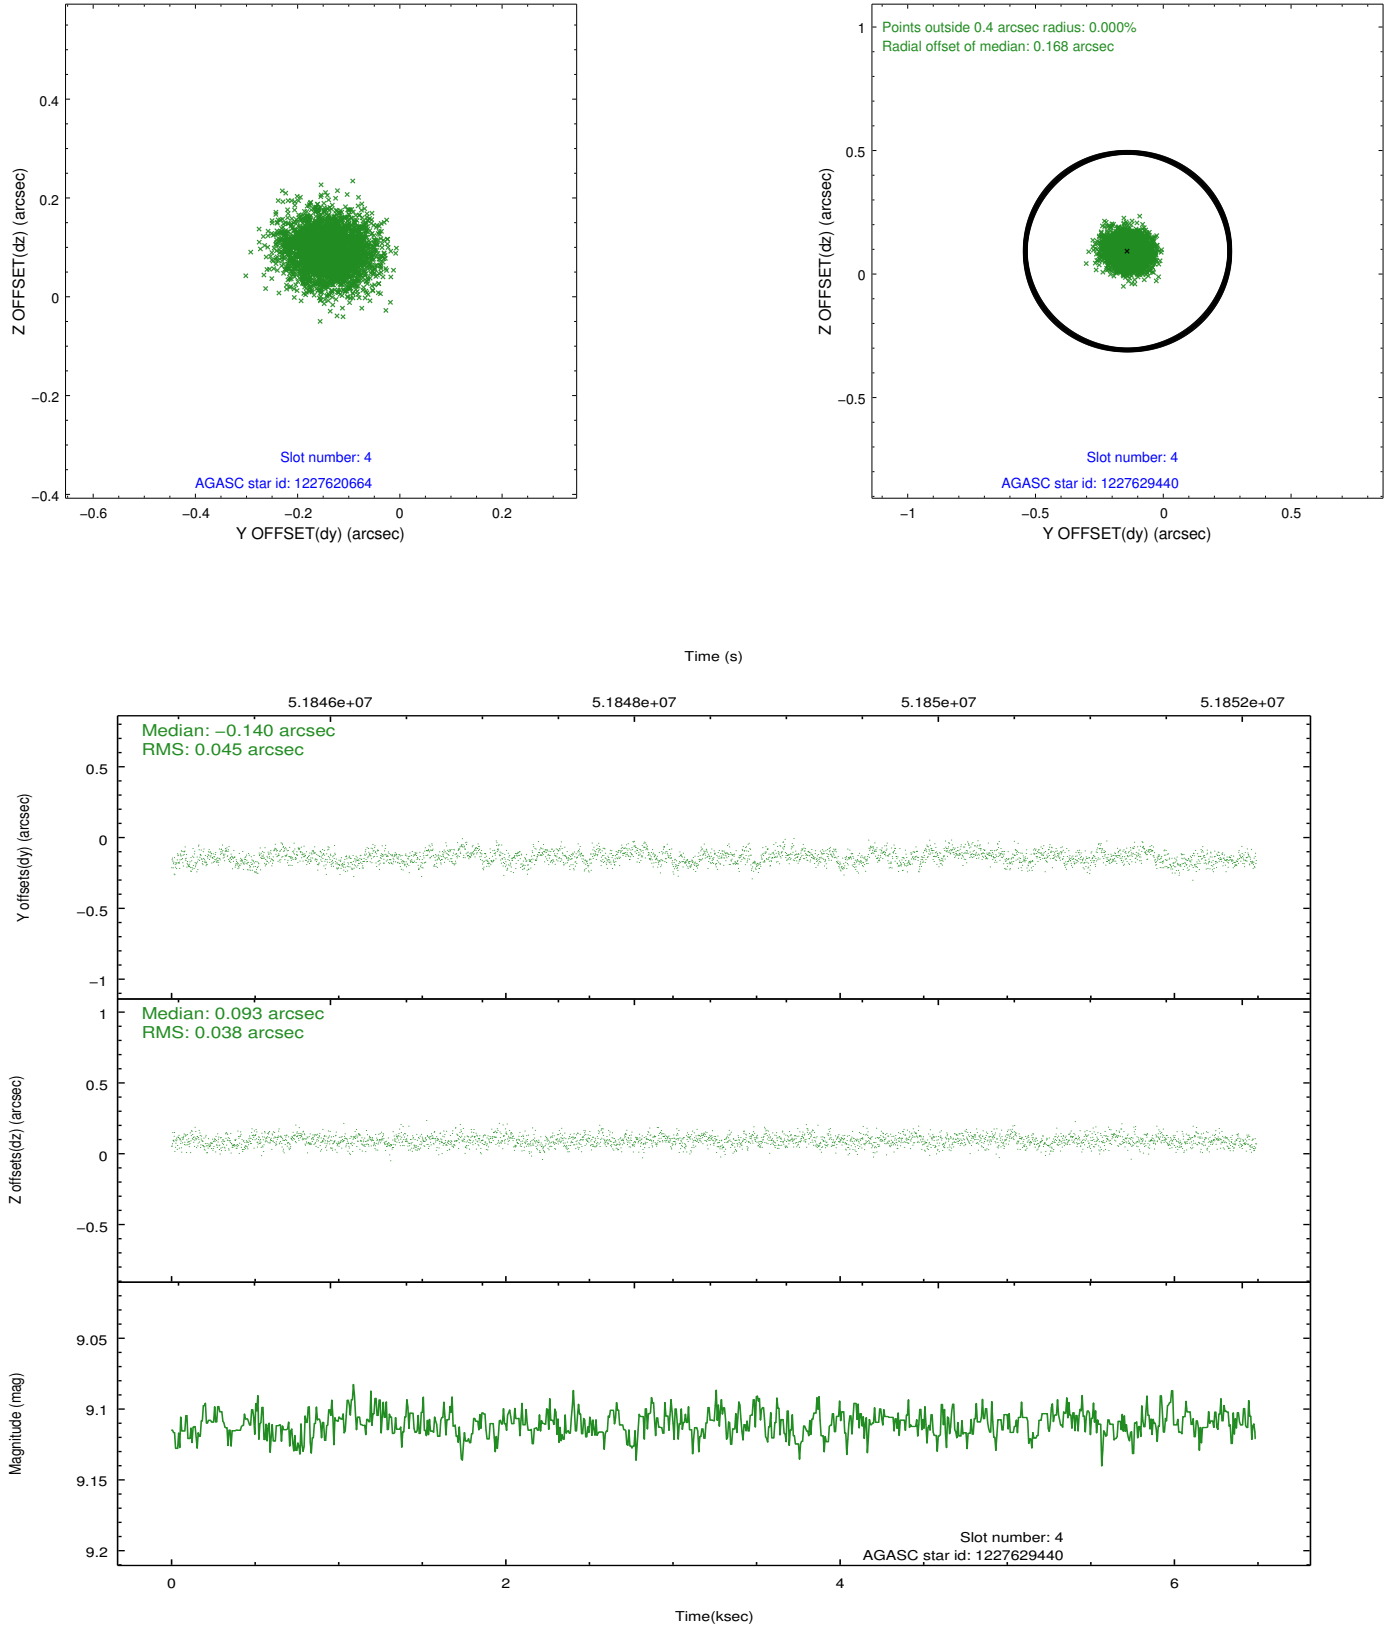 0.4
0.2
0
−0.2
−0.4
Z OFFSET(dz) (arcsec)
Slot number: 4
AGASC star id: 1227620664
−0.6
−0.4
−0.2
0
0.2
Y OFFSET(dy) (arcsec)
Points outside 0.4 arcsec radius: 0.000%
Radial offset of median: 0.168 arcsec
1
0.5
0
−0.5
Z OFFSET(dz) (arcsec)
Slot number: 4
AGASC star id: 1227629440
−1
−0.5
0
0.5
Y OFFSET(dy) (arcsec)
Time (s)
5.1846e+07
5.1848e+07
5.185e+07
5.1852e+07
Median: −0.140 arcsec
RMS: 0.045 arcsec
0.5
0
−0.5
−1
Y offsets(dy) (arcsec)
Median: 0.093 arcsec
RMS: 0.038 arcsec
1
0.5
0
−0.5
Z offsets(dz) (arcsec)
9.05
9.1
9.15
9.2
Magnitude (mag)
Slot number: 4
AGASC star id: 1227629440
0
2
4
6
Time(ksec)